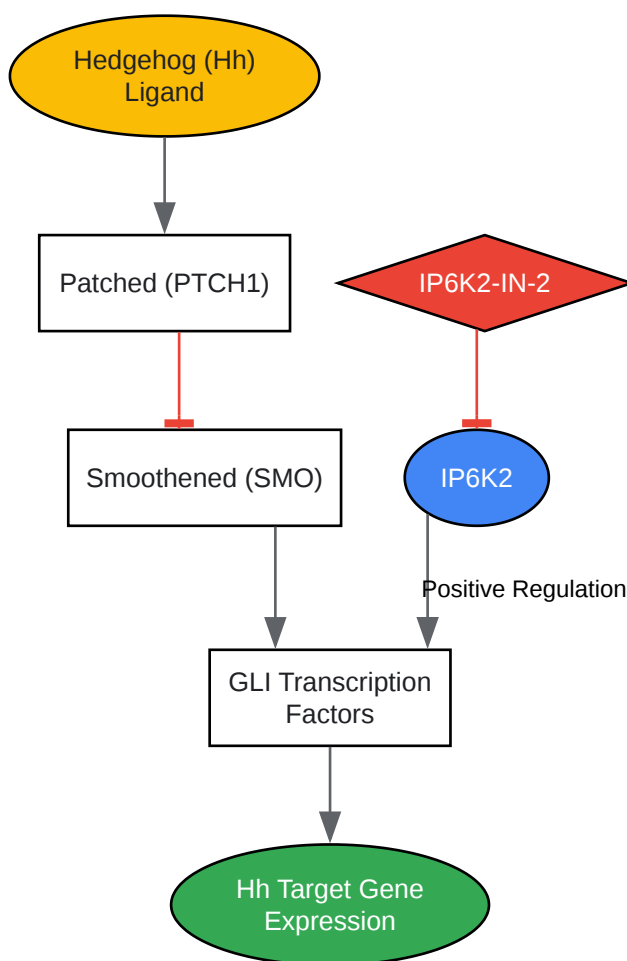 Hedgehog (Hh)
Ligand
Patched (PTCH1)
IP6K2-IN-2
Smoothened (SMO)
IP6K2
Positive Regulation
GLI Transcription
Factors
Hh Target Gene
Expression